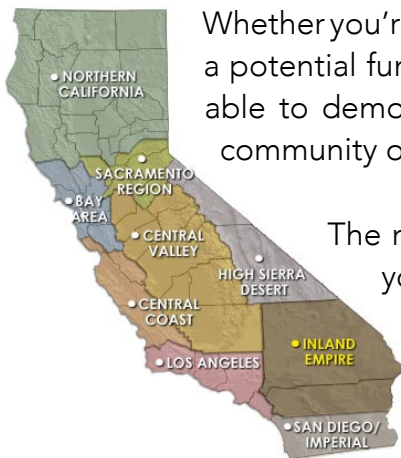 Whether you'r
a potential fur
able to demo
community o
The r
yo
NORTHERN
CALIFORNIA
SACRAMENTO
REGION
BAY
AREA
CENTRAL
VALLEY
HIGH SIERRA
DESERT
CENTRAL
COAST
INLAND
EMPIRE
LOS ANGELES
SAN DIEGO/
IMPERIAL